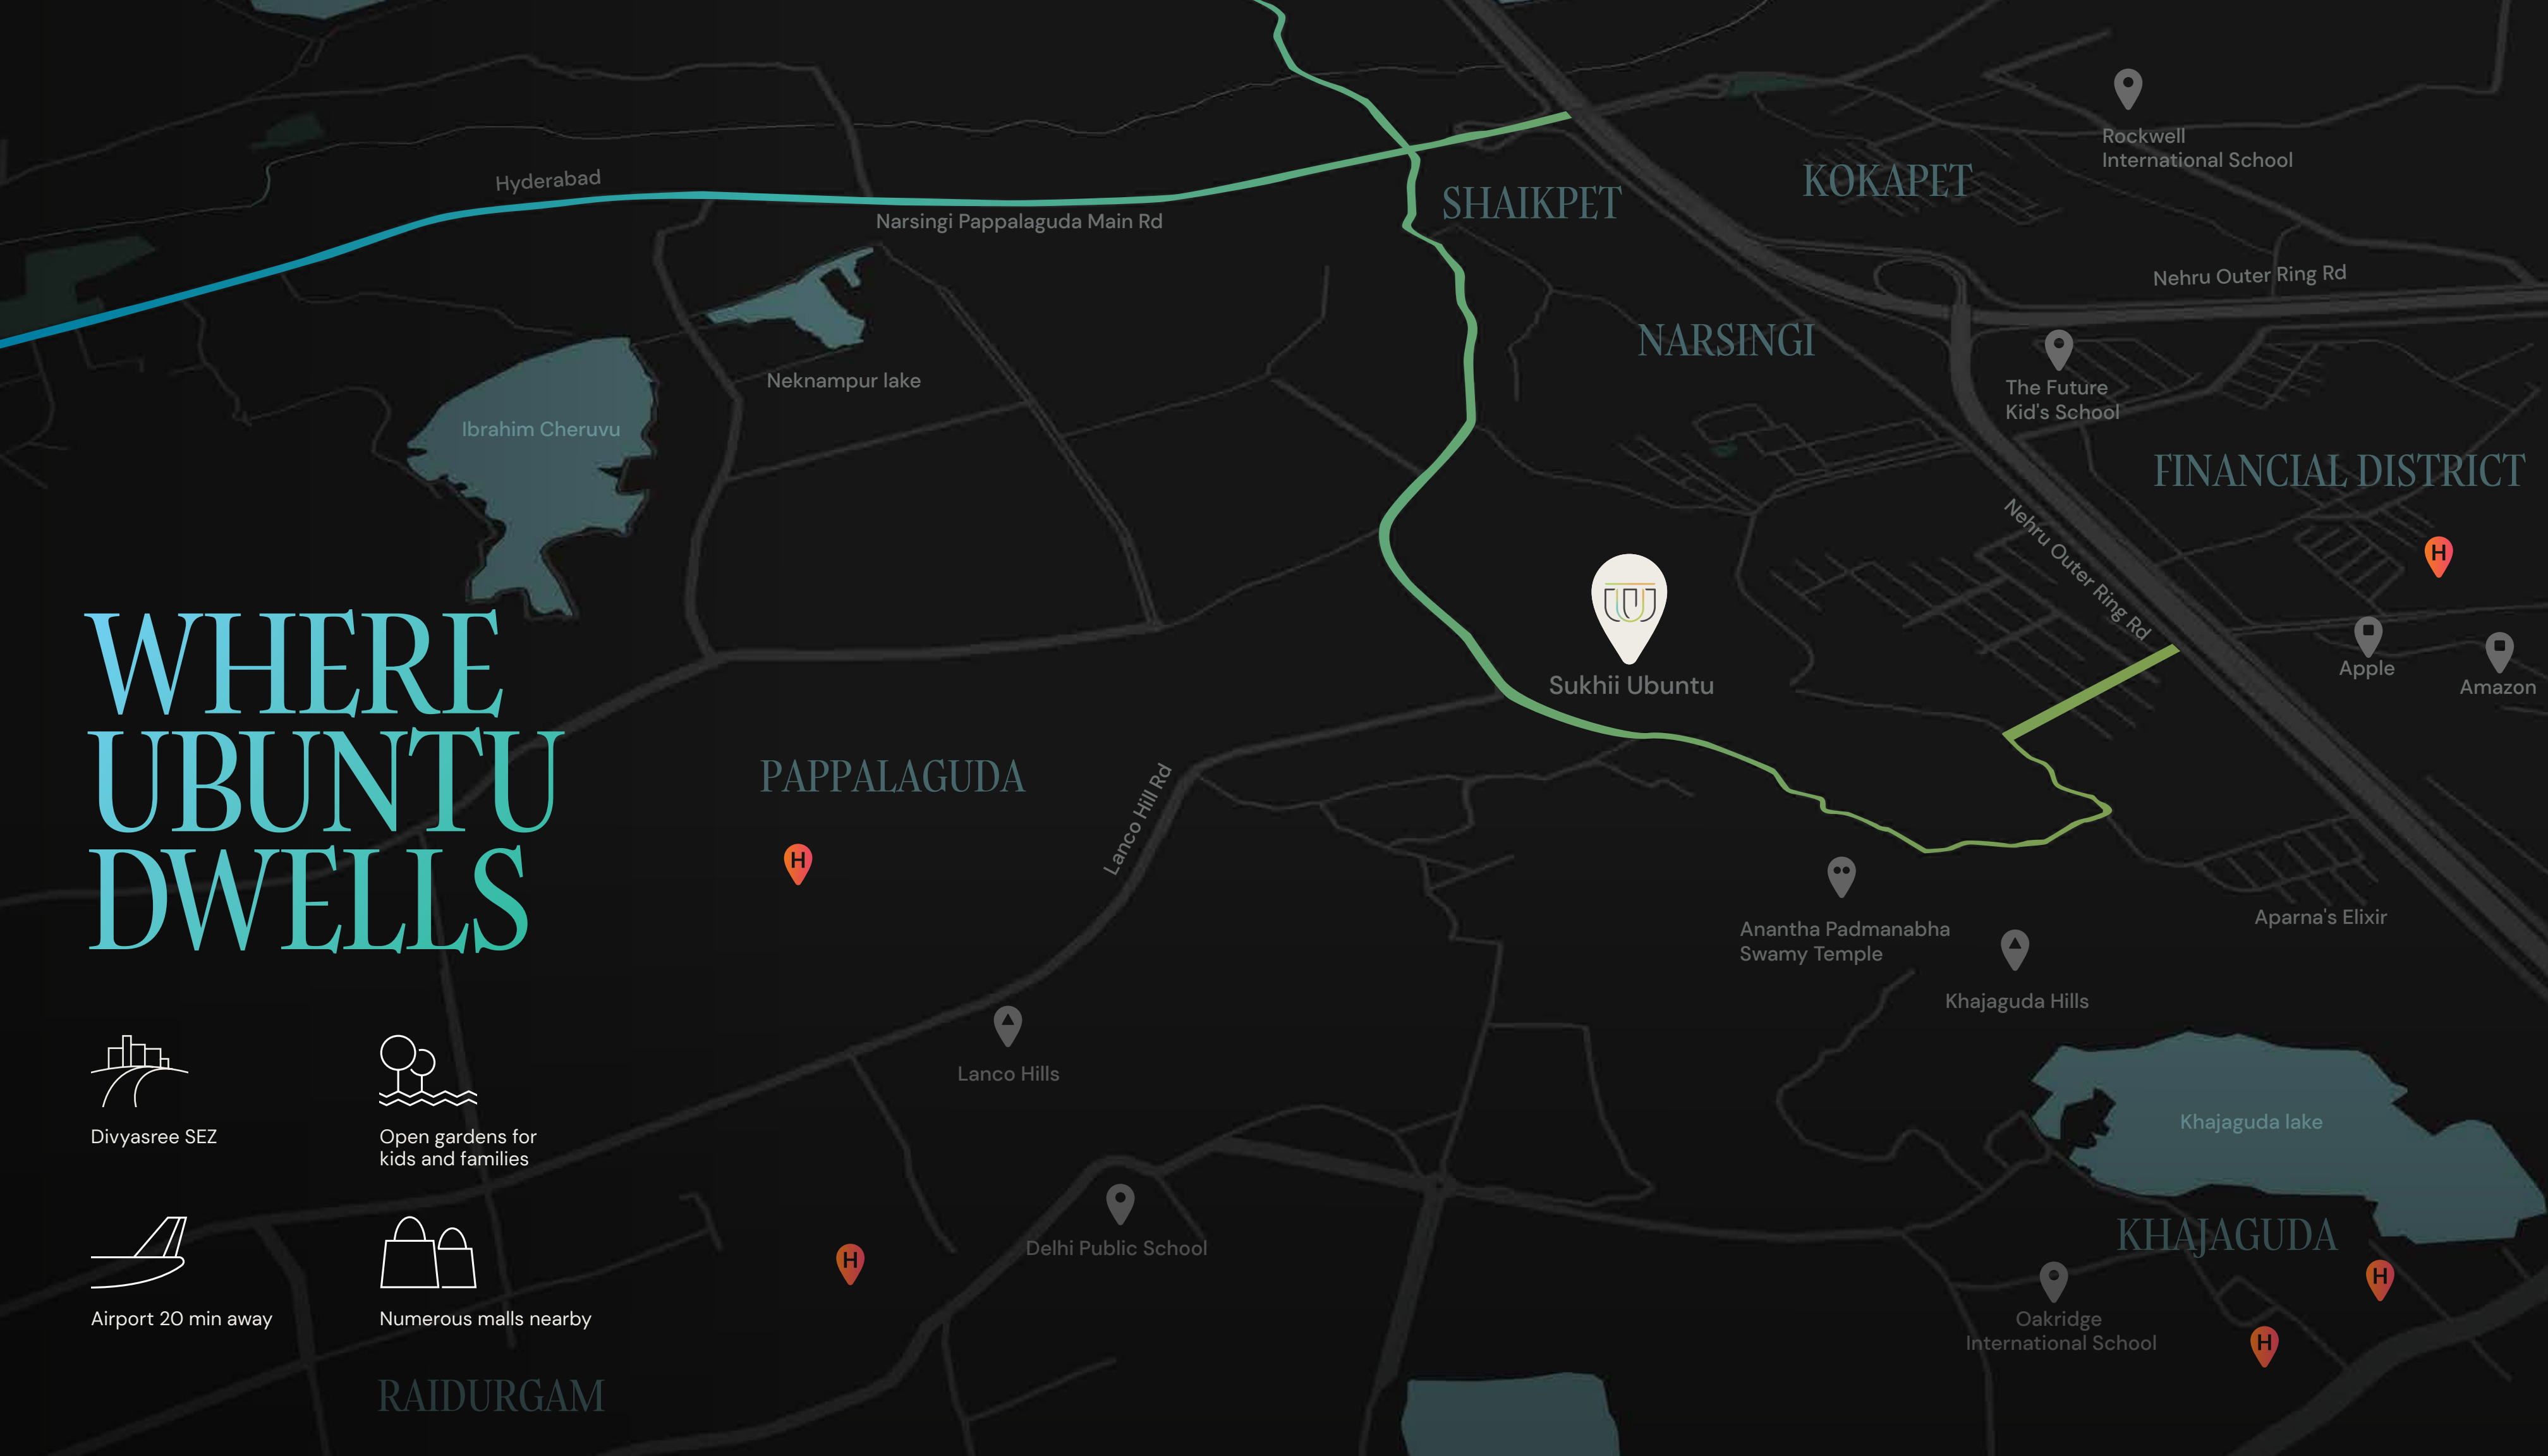 Rockwell
International School
KOKAPET
Hyderabad
SHAIKPET
Narsingi Pappalaguda Main Rd
Nehru Outer Ring Rd
NARSINGI
Neknampur lake
The Future
Kid's School
Ibrahim Cheruvu
FINANCIAL DISTRICT
Nehru Outer Ring Rd
H
Apple
Amazon
Sukhii Ubuntu
WHERE
UBUNTU
DWELLS
PAPPALAGUDA
Lanco Hill Rd
H
Anantha Padmanabha
Swamy Temple
Aparna's Elixir
Khajaguda Hills
Lanco Hills
Divyasree SEZ
Open gardens for
kids and families
Khajaguda lake
KHAJAGUDA
Delhi Public School
H
H
Airport 20 min away
Numerous malls nearby
Oakridge
International School
H
RAIDURGAM